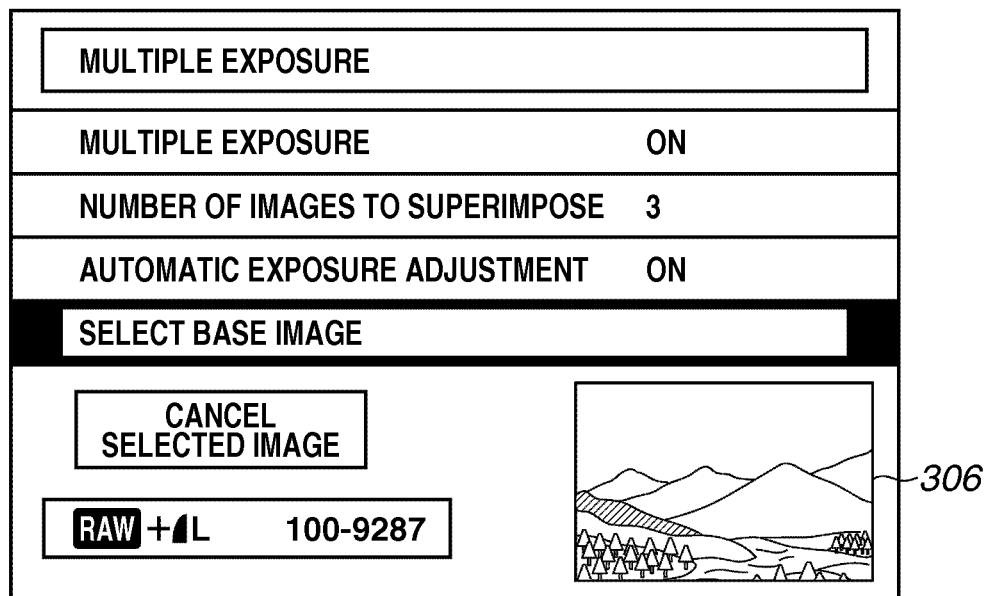 MULTIPLE EXPOSURE
MULTIPLE EXPOSURE ON
NUMBER OF IMAGES TO SUPERIMPOSE 3
AUTOMATIC EXPOSURE ADJUSTMENT ON
SELECT BASE IMAGE
CANCEL
SELECTED IMAGE
306
RAW+L 100-9287